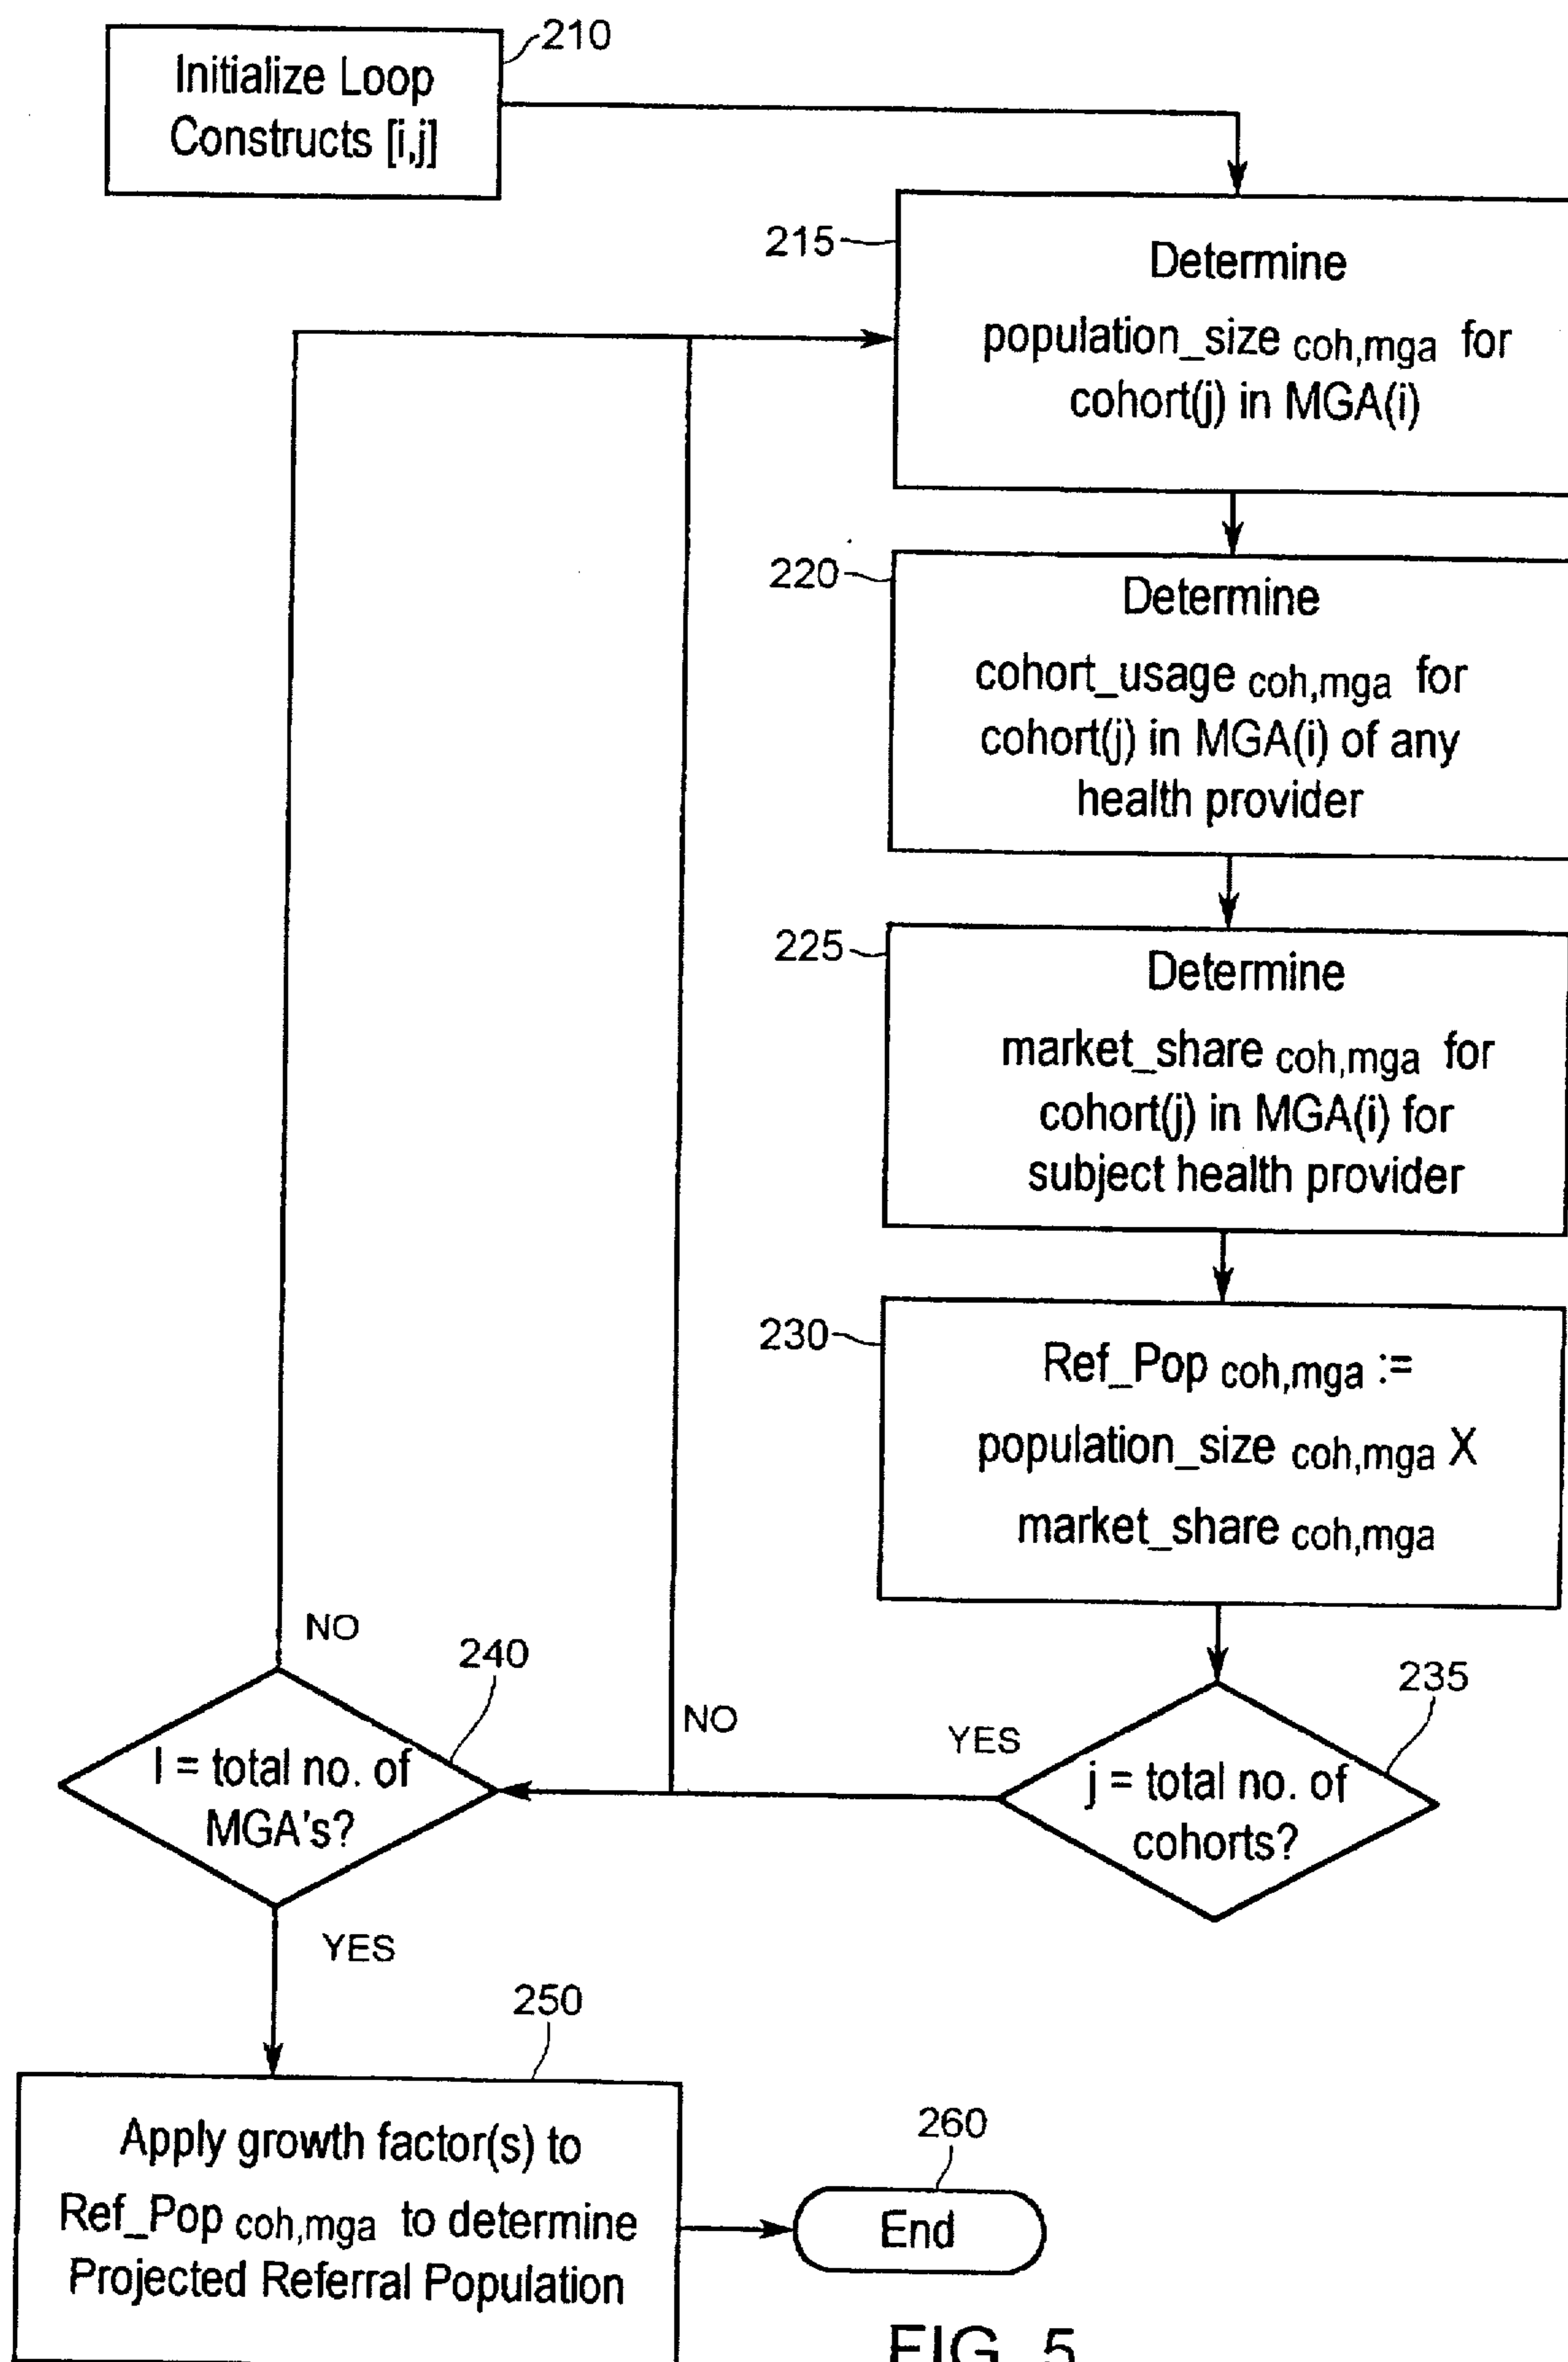 210
Initialize Loop
Constructs [i,j]
215
Determine
population_size coh,mga for
cohort(j) in MGA(i)
220
Determine
cohort_usage coh,mga for
cohort(j) in MGA(i) of any
health provider
225
Determine
market_share coh,mga for
cohort(j) in MGA(i) for
subject health provider
230
Ref_Pop coh,mga :=
population_size coh,mga X
market_share coh,mga
235
j = total no. of
cohorts?
YES
NO
240
I = total no. of
MGA's?
NO
YES
250
Apply growth factor(s) to
Ref_Pop coh,mga to determine
Projected Referral Population
260
End
FIG. 5